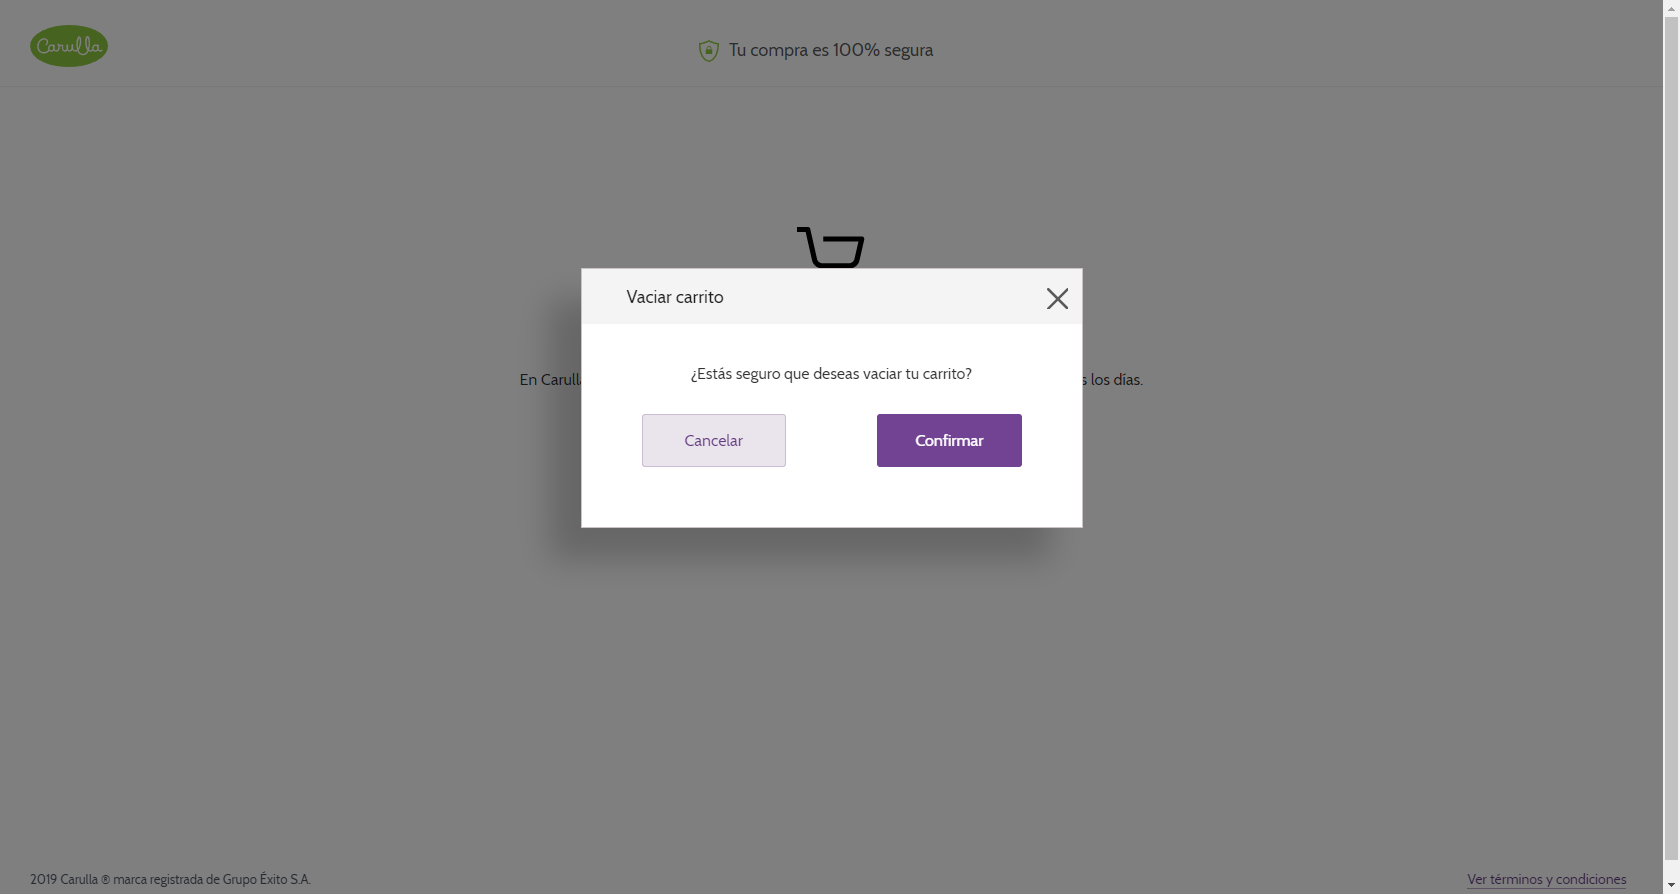 Carulla
Tu compra es 100% segura
Vaciar carrito
¿Estás seguro que deseas vaciar tu carrito?
En Carulla
s los días.
Cancelar
Confirmar
2019 Carulla ® marca registrada de Grupo Éxito S.A.
Ver términos y condiciones